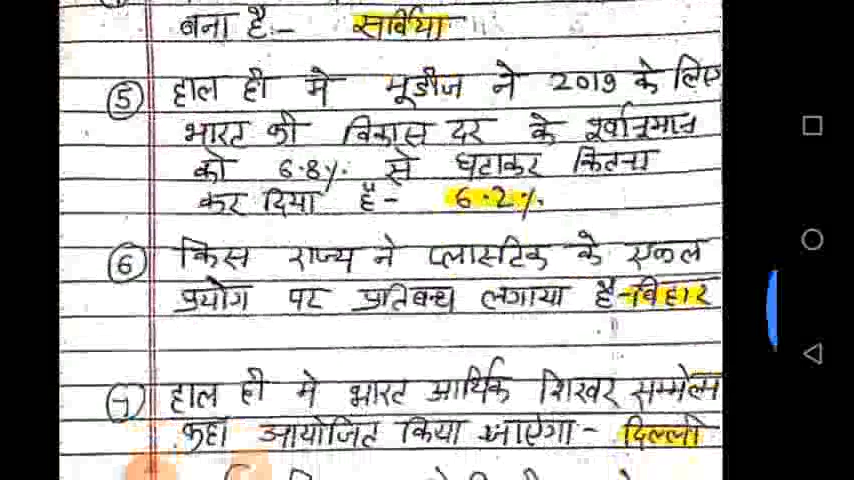 बना है:- सर्बिया
⑤ हाल ही मे मूडीज ने 2019 के लिए
भारत की विकास दर के पूर्वानुमान
को 6.8%. से घटाकर कितना
कर दिया है- 6.2%.
⑥ किस राज्य ने प्लास्टिक के एकल
प्रयोग पर प्रतिबन्ध लगाया है-बिहार
⑦ हाल ही मे भारत आर्थिक शिखर सम्मेलन
कहाँ आयोजित किया जाएगा- दिल्ली